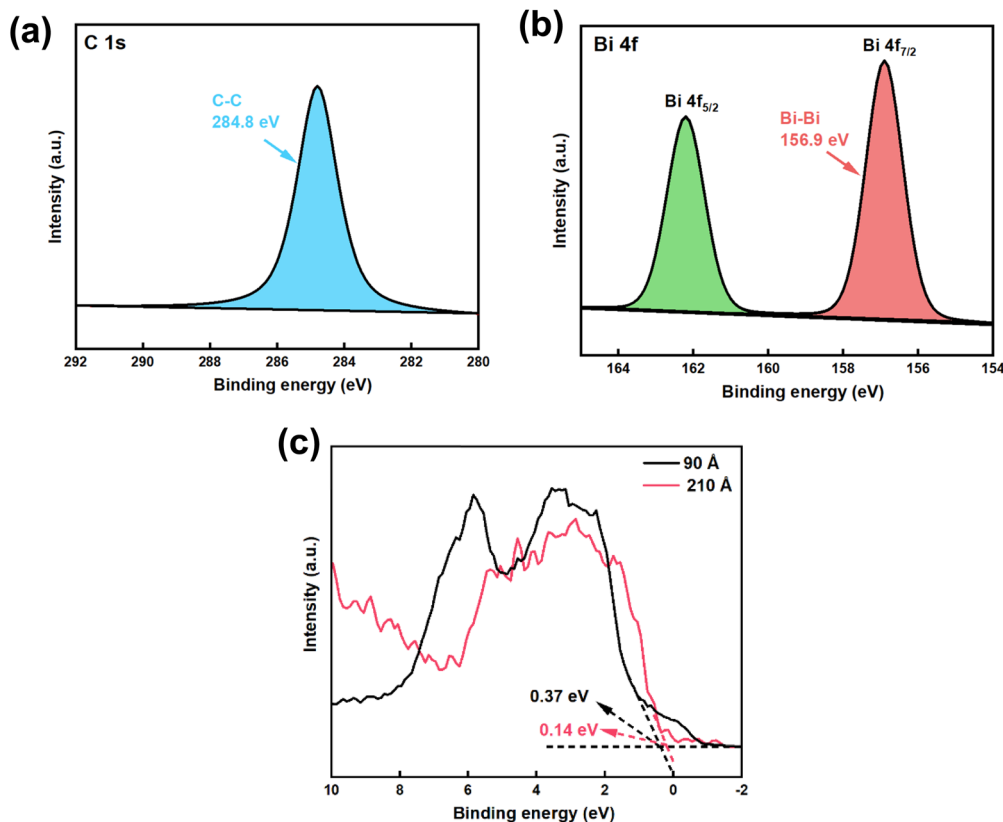 (a)
C 1s
C-C
284.8 eV
Intensity (a.u.)
292 290 288 286 284 282 280
Binding energy (eV)
(b)
Bi 4f
Bi 4f7/2
Bi 4f5/2
Bi-Bi
156.9 eV
Intensity (a.u.)
164 162 160 158 156 154
Binding energy (eV)
(c)
90 Å
210 Å
0.37 eV
0.14 eV
Intensity (a.u.)
10 8 6 4 2 0 -2
Binding energy (eV)